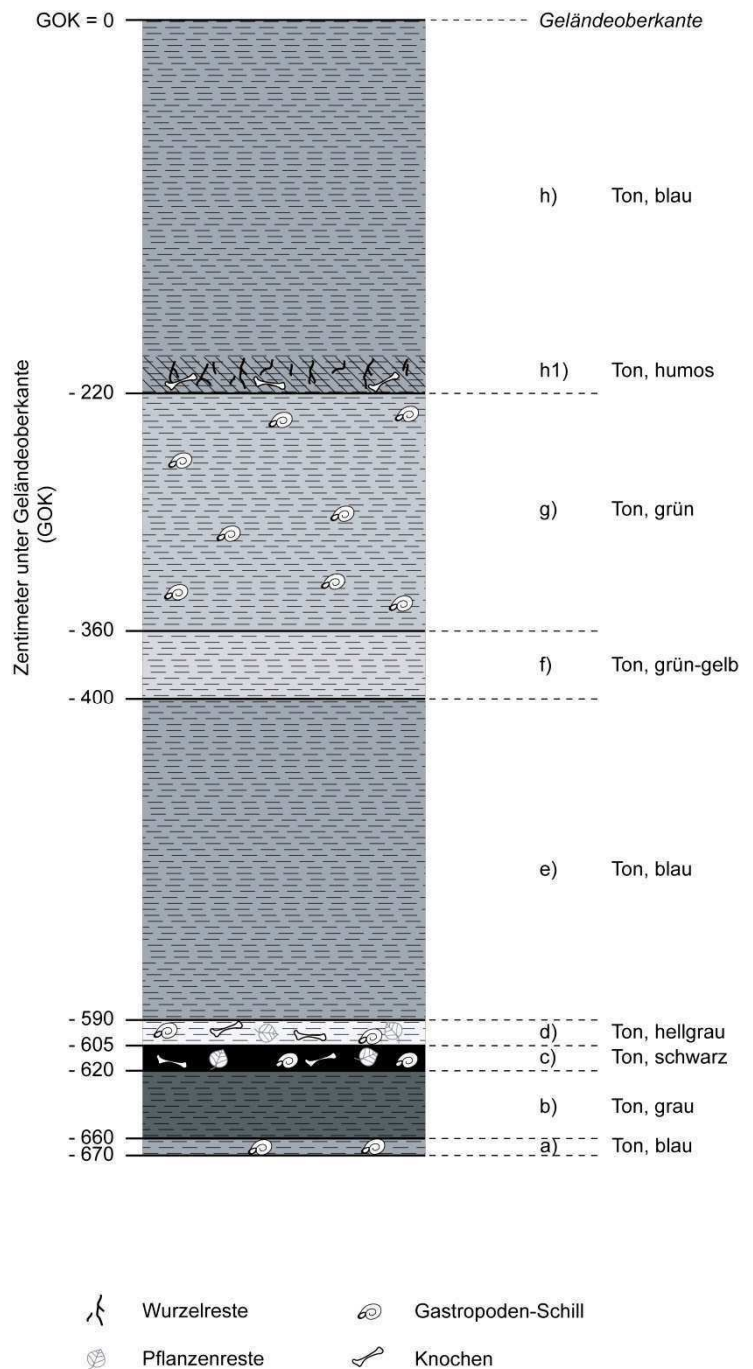 GOK = 0 Geländeoberkante
h) Ton, blau
h1) Ton, humos
- 220
Zentimeter unter Geländeoberkante
(GOK)
g) Ton, grün
- 360
f) Ton, grün-gelb
- 400
e) Ton, blau
- 590
d) Ton, hellgrau
- 605
c) Ton, schwarz
- 620
b) Ton, grau
- 660
a) Ton, blau
- 670
Wurzelreste Gastropoden-Schill
Pflanzenreste Knochen